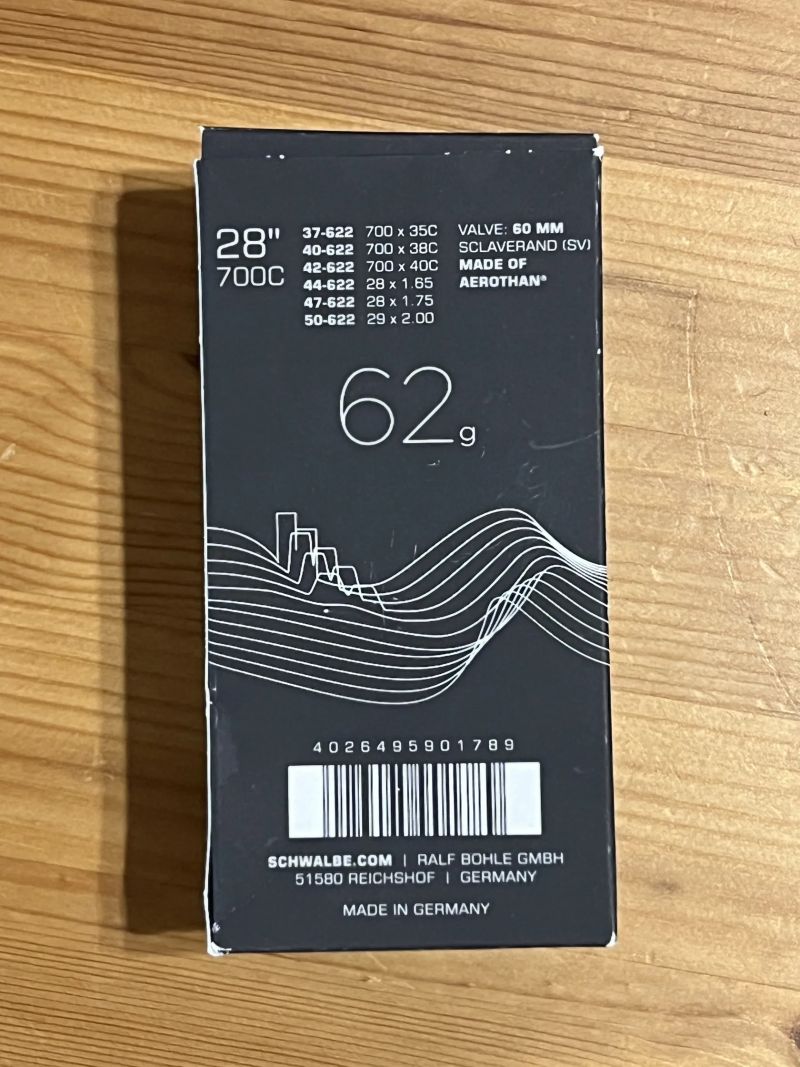 28"
700C
37-622 700 x 35C
40-622 700 x 38C
42-622 700 x 40C
44-622 28 x 1.65
47-622 28 x 1.75
50-622 29 x 2.00
VALVE: 60 MM
SCLAVERAND (SV)
MADE OF
AEROTHAN®
62g
4026495901789
SCHWALBE.COM | RALF BOHLE GMBH
51580 REICHSHOF | GERMANY
MADE IN GERMANY